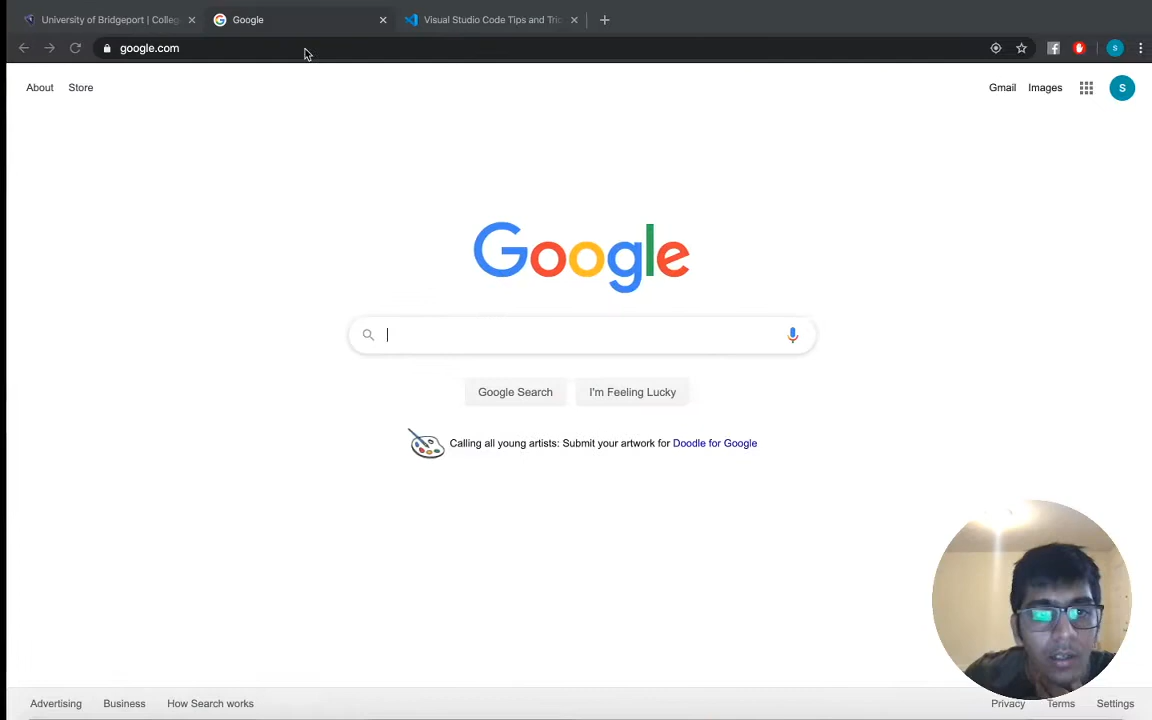 University of Bridgeport | Colleg
Google
Visual Studio Code Tips and Tric
google.com
s
About
Store
Gmail
Images
S
Google
Google Search
I'm Feeling Lucky
Calling all young artists: Submit your artwork for Doodle for Google
Advertising
Business
How Search works
Privacy
Terms
Settings